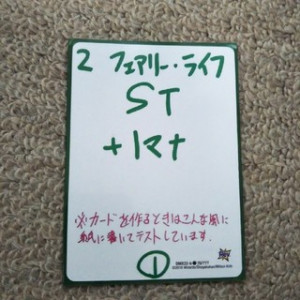 2 フェアリー・ライフ
ST
+1マナ
※カードを作るときはこんな風に
紙に書いてテストしています。
1